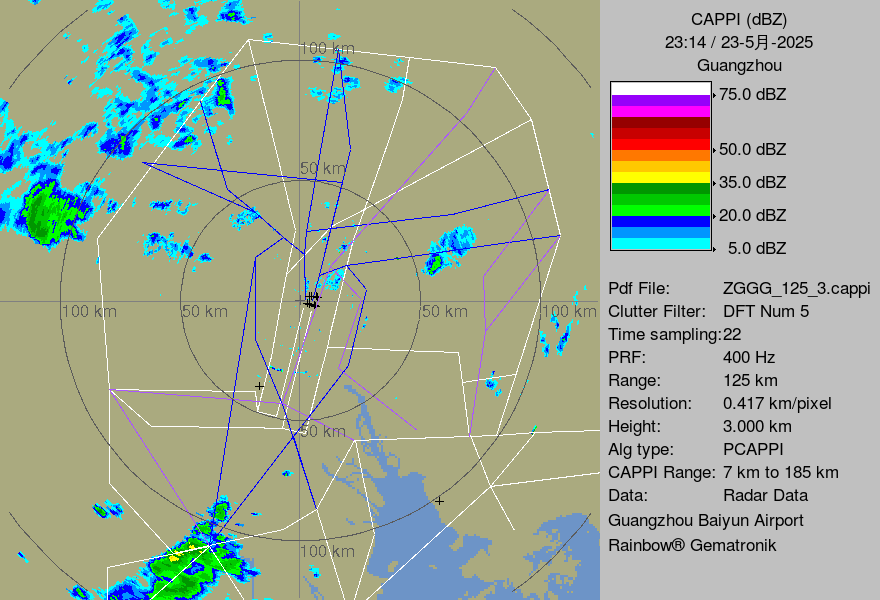 CAPPI (dBZ)
23:14 / 23-5月-2025
Guangzhou
75.0 dBZ
50.0 dBZ
35.0 dBZ
20.0 dBZ
5.0 dBZ
Pdf File: ZGGG_125_3.cappi
Clutter Filter: DFT Num 5
Time sampling:22
PRF: 400 Hz
Range: 125 km
Resolution: 0.417 km/pixel
Height: 3.000 km
Alg type: PCAPPI
CAPPI Range: 7 km to 185 km
Data: Radar Data
Guangzhou Baiyun Airport
Rainbow® Gematronik
100 km
50 km
100 km 50 km 50 km 100 km
50 km
100 km